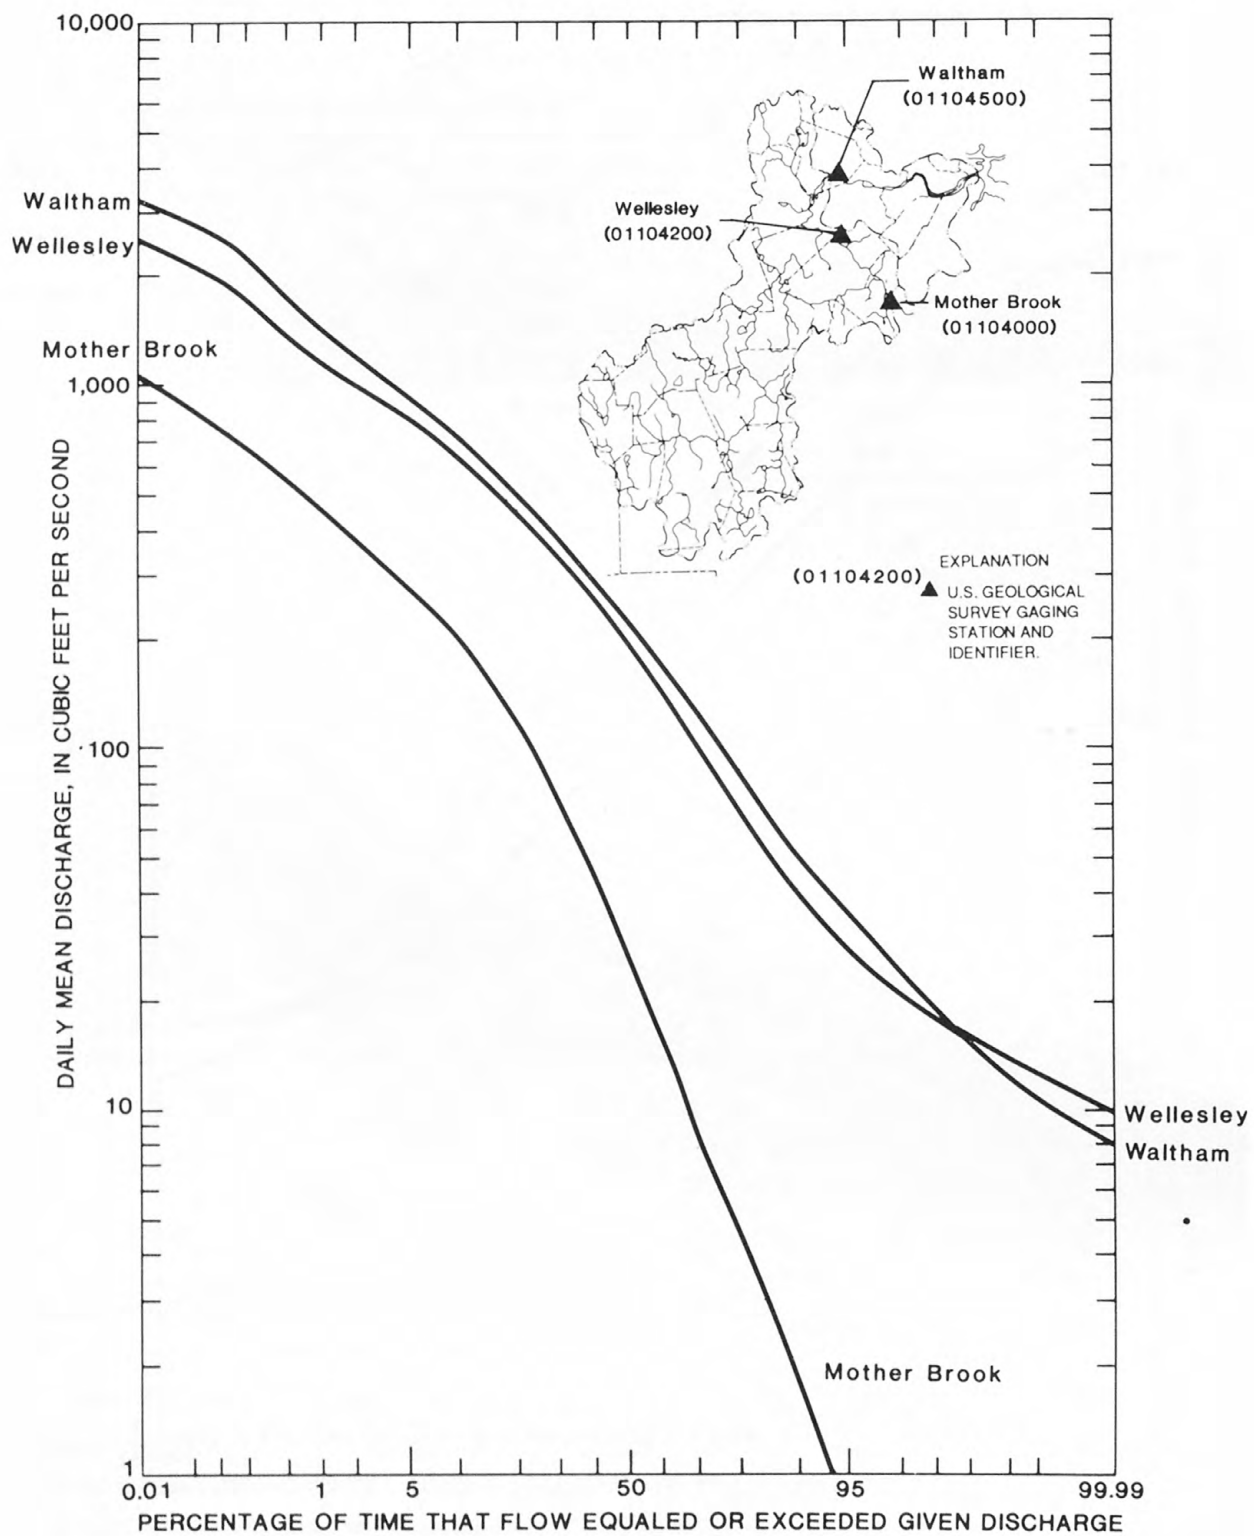 10,000
Waltham
(01104500)
Waltham
Wellesley
(01104200)
Wellesley
Mother Brook
(01104000)
Mother Brook
1,000
EXPLANATION
(01104200)
U.S. GEOLOGICAL
SURVEY GAGING
STATION AND
IDENTIFIER.
DAILY MEAN DISCHARGE, IN CUBIC FEET PER SECOND
100
10
Wellesley
Waltham
Mother Brook
1
0.01 1 5 50 95 99.99
PERCENTAGE OF TIME THAT FLOW EQUALED OR EXCEEDED GIVEN DISCHARGE